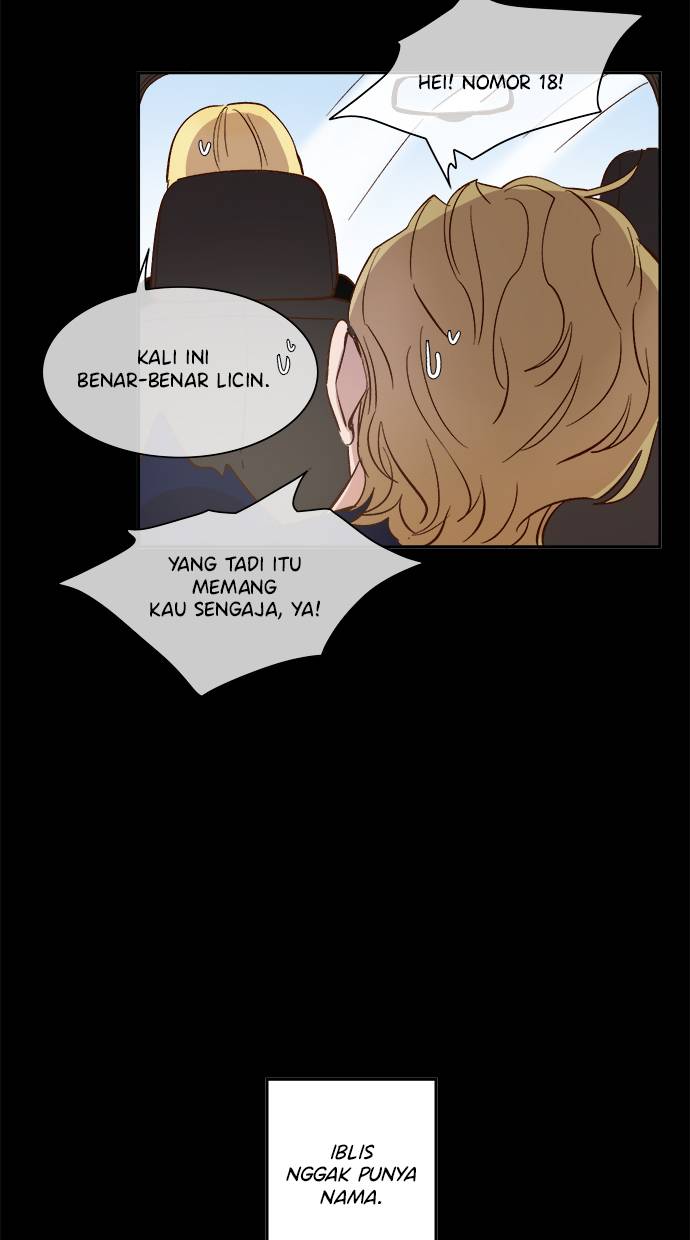 HEI! NOMOR 18!
KALI INI
BENAR-BENAR LICIN.
YANG TADI ITU
MEMANG
KAU SENGAJA, YA!
IBLIS
NGGAK PUNYA
NAMA.